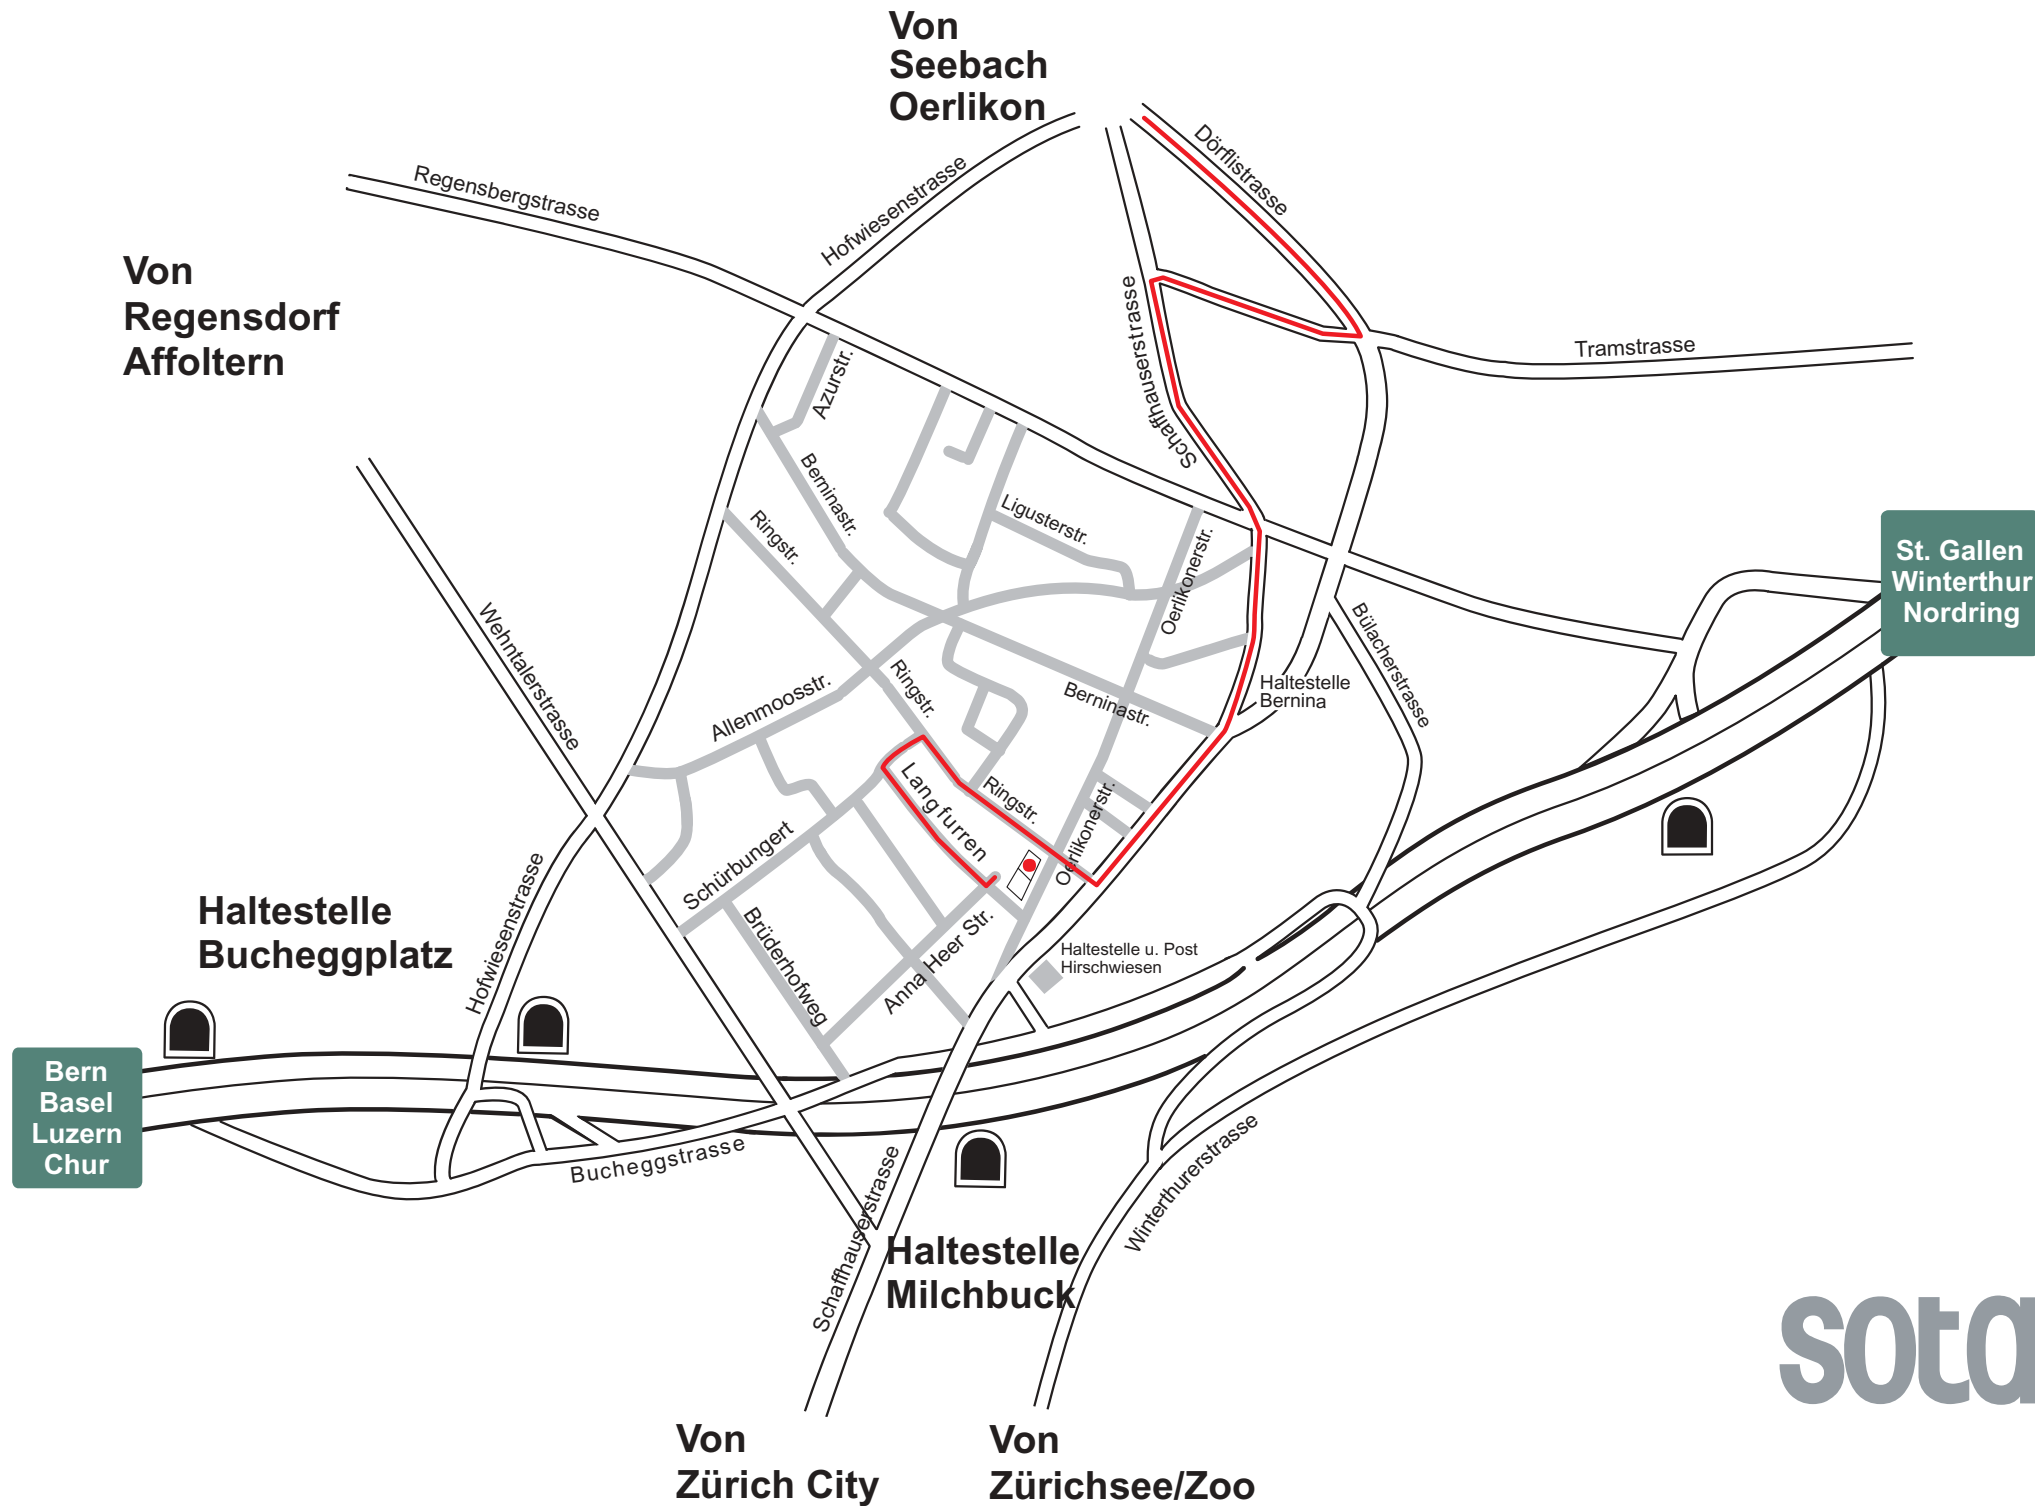 Von
Seebach
Oerlikon
Dörflistrasse
Hofwiesenstrasse
Regensbergstrasse
Von
Regensdorf
Affoltern
Schaffhauserstrasse
Tramstrasse
Azurstr.
Berninastr.
Ringstr.
Ligusterstr.
Oerlikonerstr.
St. Gallen
Winterthur
Nordring
Wehntalerstrasse
Bülacherstrasse
Haltestelle
Bernina
Ringstr.
Berninastr.
Allenmoosstr.
Langfurren
Ringstr.
Oerlikonerstr.
Schürbungert
Hofwiesenstrasse
Haltestelle
Bucheggplatz
Brüderhofweg
Anna Heer Str.
Haltestelle u. Post
Hirschwiesen
Bern
Basel
Luzern
Chur
Bucheggstrasse
Winterthurerstrasse
Schaffhauserstrasse
Haltestelle
Milchbuck
sota
Von
Zürich City
Von
Zürichsee/Zoo